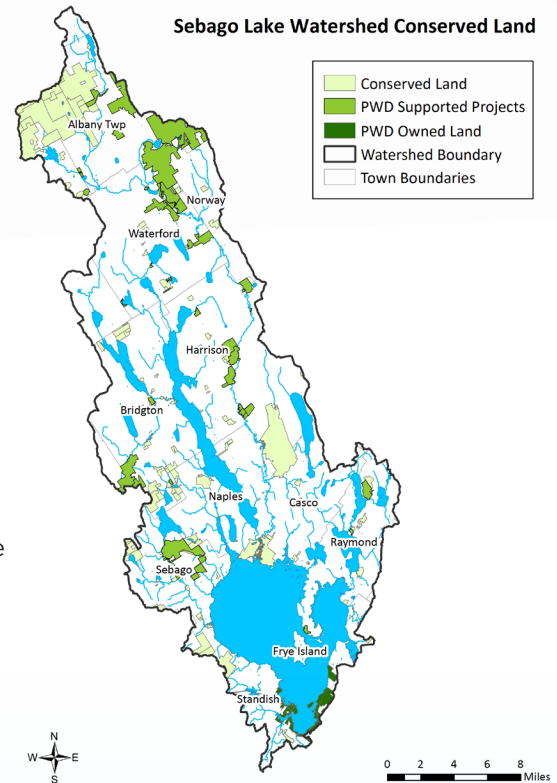 Sebago Lake Watershed Conserved Land
Conserved Land
PWD Supported Projects
PWD Owned Land
Watershed Boundary
Town Boundaries
Albany Twp
Norway
Waterford
Harrison
Bridgton
Naples
Casco
e
Raymond
Sebago
Frye Island
Standish
N
W E
S
0 2 4 6 8
Miles